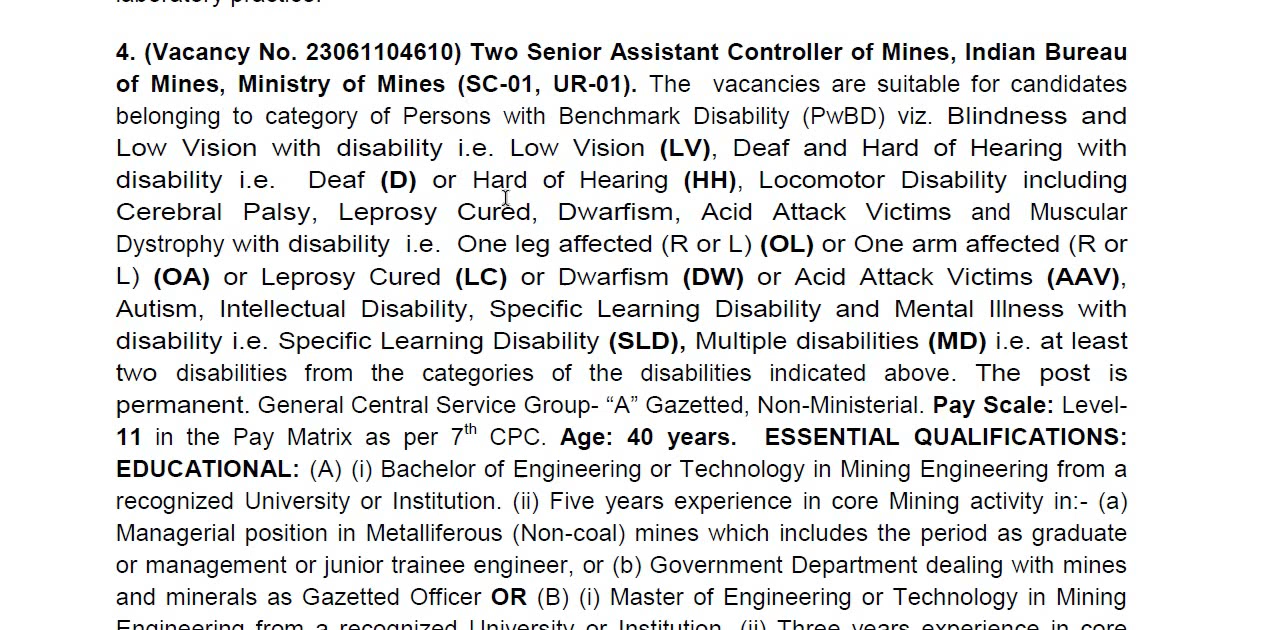 laboratory practice.
4. (Vacancy No. 23061104610) Two Senior Assistant Controller of Mines, Indian Bureau
of Mines, Ministry of Mines (SC-01, UR-01). The vacancies are suitable for candidates
belonging to category of Persons with Benchmark Disability (PwBD) viz. Blindness and
Low Vision with disability i.e. Low Vision (LV), Deaf and Hard of Hearing with
disability i.e. Deaf (D) or Hard of Hearing (HH), Locomotor Disability including
Cerebral Palsy, Leprosy Cured, Dwarfism, Acid Attack Victims and Muscular
Dystrophy with disability i.e. One leg affected (R or L) (OL) or One arm affected (R or
L) (OA) or Leprosy Cured (LC) or Dwarfism (DW) or Acid Attack Victims (AAV),
Autism, Intellectual Disability, Specific Learning Disability and Mental Illness with
disability i.e. Specific Learning Disability (SLD), Multiple disabilities (MD) i.e. at least
two disabilities from the categories of the disabilities indicated above. The post is
permanent. General Central Service Group- “A” Gazetted, Non-Ministerial. Pay Scale: Level-
11 in the Pay Matrix as per 7th CPC. Age: 40 years. ESSENTIAL QUALIFICATIONS:
EDUCATIONAL: (A) (i) Bachelor of Engineering or Technology in Mining Engineering from a
recognized University or Institution. (ii) Five years experience in core Mining activity in:- (a)
Managerial position in Metalliferous (Non-coal) mines which includes the period as graduate
or management or junior trainee engineer, or (b) Government Department dealing with mines
and minerals as Gazetted Officer OR (B) (i) Master of Engineering or Technology in Mining
Engineering from a recognized University or Institution. (ii) Three years experience in core